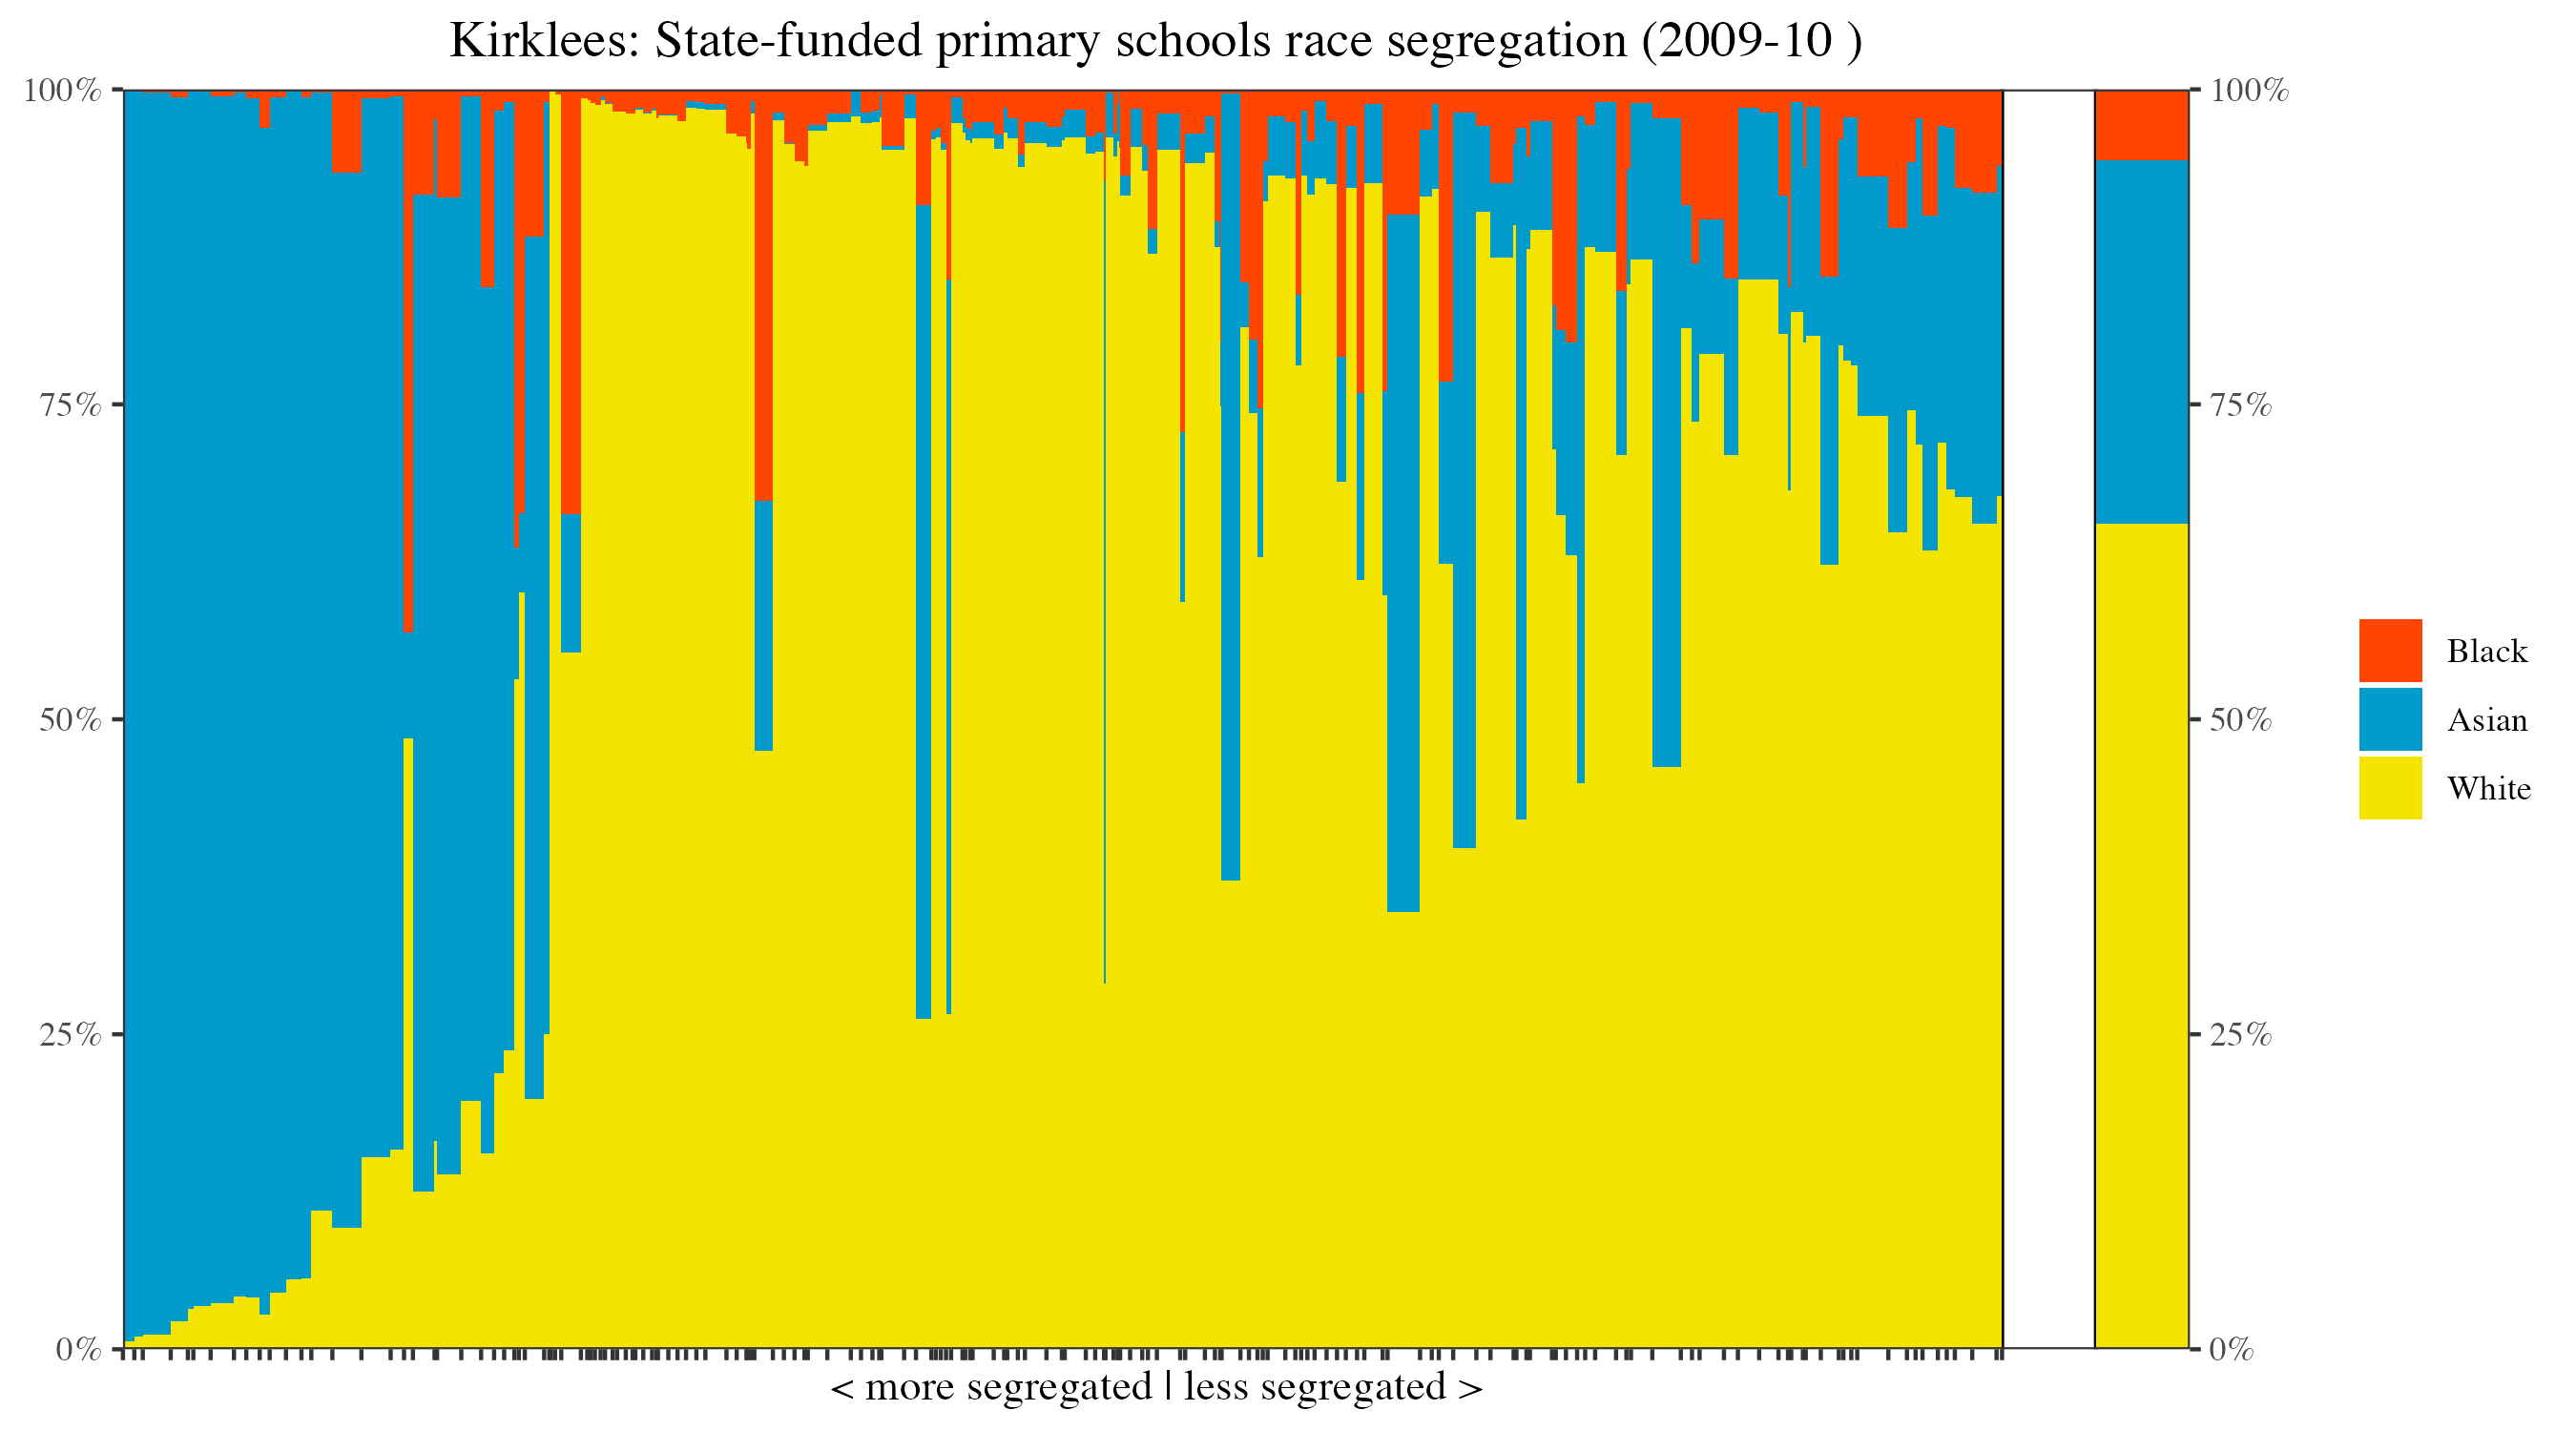 Kirklees: State-funded primary schools race segregation (2009-10 )
100%
75%
50%
25%
0%
100%
75%
50%
25%
0%
Black
Asian
White
< more segregated | less segregated >